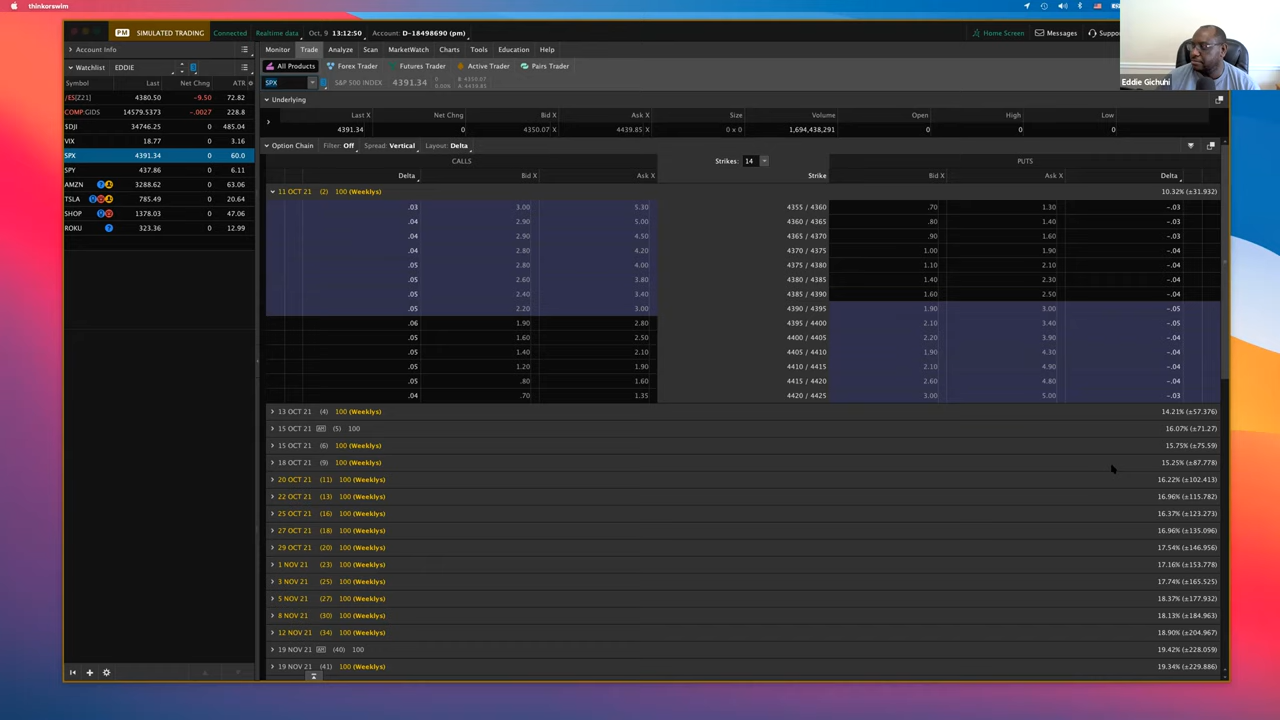 thinkorswim
PM SIMULATED TRADING Connected Realtime data Oct, 9 13:12:50 Account: D-18498690 (pm) Home Screen Messages Suppo
Eddie Gichuhi
Account Info
Monitor Trade Analyze Scan MarketWatch Charts Tools Education Help
Watchlist EDDIE
All Products Forex Trader Futures Trader Active Trader Pairs Trader
Symbol Last Net Chng ATR
SPX S&P 500 INDEX 4391.34 0 0.00% B: 4350.07 A: 4439.85
/ES[Z21] 4380.50 -9.50 72.82
COMP:GIDS 14579.5373 -.0027 228.8
$DJI 34746.25 0 485.04
VIX 18.77 0 3.16
SPX 4391.34 0 60.0
SPY 437.86 0 6.11
AMZN 3288.62 0 63.06
TSLA 785.49 0 20.64
SHOP 1378.03 0 47.06
ROKU 323.36 0 12.99
Underlying
Last X Net Chng Bid X Ask X Size Volume Open High Low
4391.34 0 4350.07 X 4439.85 X 0 x 0 1,694,438,291 0 0 0
Option Chain Filter: Off Spread: Vertical Layout: Delta
CALLS Strikes: 14 PUTS
Delta Bid X Ask X Strike Bid X Ask X Delta
11 OCT 21 (2) 100 (Weeklys) 10.32% (±31.932)
.03 3.00 5.30 4355 / 4360 .70 1.30 -.03
.04 2.90 5.00 4360 / 4365 .80 1.40 -.03
.04 2.90 4.50 4365 / 4370 .90 1.60 -.03
.04 2.80 4.20 4370 / 4375 1.00 1.90 -.04
.05 2.80 4.00 4375 / 4380 1.10 2.10 -.04
.05 2.60 3.80 4380 / 4385 1.40 2.30 -.04
.05 2.40 3.40 4385 / 4390 1.60 2.50 -.04
.05 2.20 3.00 4390 / 4395 1.90 3.00 -.05
.06 1.90 2.80 4395 / 4400 2.10 3.40 -.05
.05 1.60 2.50 4400 / 4405 2.20 3.90 -.04
.05 1.40 2.10 4405 / 4410 1.90 4.30 -.04
.05 1.20 1.90 4410 / 4415 2.10 4.90 -.04
.05 .80 1.60 4415 / 4420 2.60 4.80 -.04
.04 .70 1.35 4420 / 4425 3.00 5.00 -.03
13 OCT 21 (4) 100 (Weeklys) 14.21% (±57.376)
15 OCT 21 AM (5) 100 16.07% (±71.27)
15 OCT 21 (6) 100 (Weeklys) 15.75% (±75.59)
18 OCT 21 (9) 100 (Weeklys) 15.25% (±87.778)
20 OCT 21 (11) 100 (Weeklys) 16.22% (±102.413)
22 OCT 21 (13) 100 (Weeklys) 16.96% (±115.782)
25 OCT 21 (16) 100 (Weeklys) 16.37% (±123.273)
27 OCT 21 (18) 100 (Weeklys) 16.96% (±135.096)
29 OCT 21 (20) 100 (Weeklys) 17.54% (±146.956)
1 NOV 21 (23) 100 (Weeklys) 17.16% (±153.778)
3 NOV 21 (25) 100 (Weeklys) 17.74% (±165.525)
5 NOV 21 (27) 100 (Weeklys) 18.37% (±177.932)
8 NOV 21 (30) 100 (Weeklys) 18.13% (±184.963)
12 NOV 21 (34) 100 (Weeklys) 18.90% (±204.967)
19 NOV 21 AM (40) 100 19.42% (±228.059)
19 NOV 21 (41) 100 (Weeklys) 19.34% (±229.886)